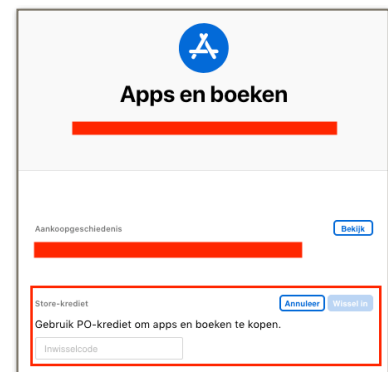 Apps en boeken
Aankoopgeschiedenis
Bekijk
Store-krediet
Annuleer
Wissel in
Gebruik PO-krediet om apps en boeken te kopen.
Inwisselcode